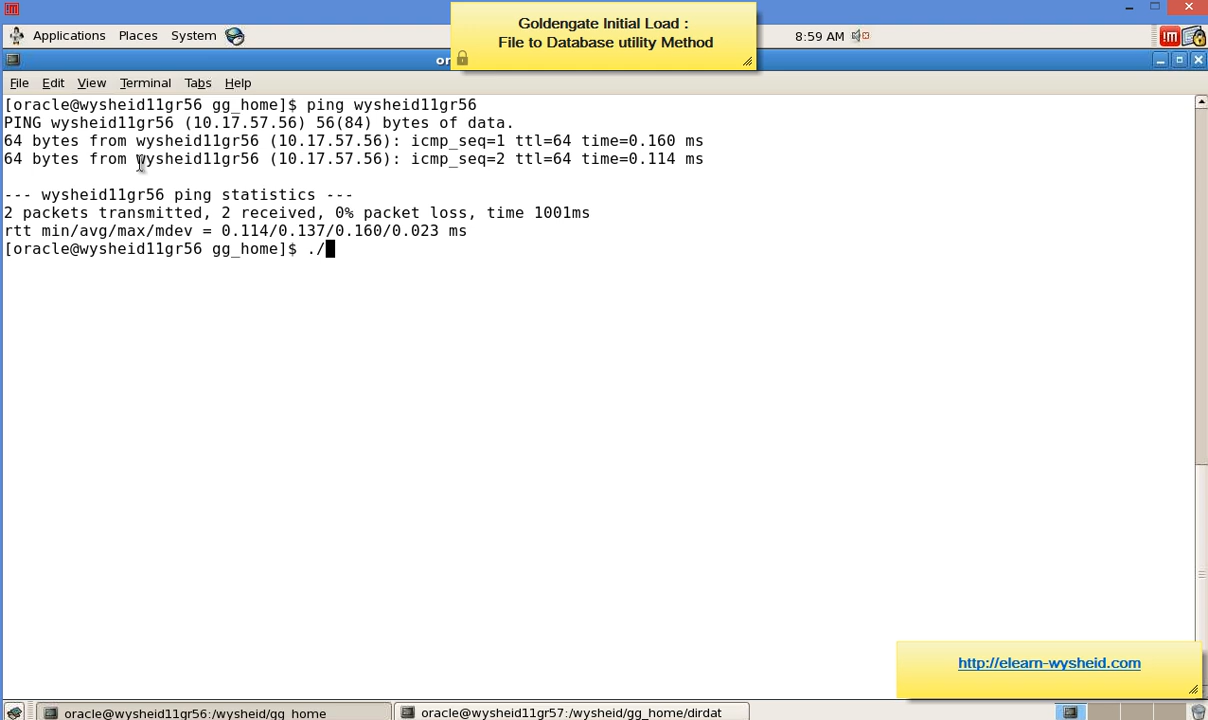 Goldengate Initial Load :
File to Database utility Method
Applications Places System
8:59 AM
or
File Edit View Terminal Tabs Help
[oracle@wysheid11gr56 gg_home]$ ping wysheid11gr56
PING wysheid11gr56 (10.17.57.56) 56(84) bytes of data.
64 bytes from wysheid11gr56 (10.17.57.56): icmp_seq=1 ttl=64 time=0.160 ms
64 bytes from wysheid11gr56 (10.17.57.56): icmp_seq=2 ttl=64 time=0.114 ms
--- wysheid11gr56 ping statistics ---
2 packets transmitted, 2 received, 0% packet loss, time 1001ms
rtt min/avg/max/mdev = 0.114/0.137/0.160/0.023 ms
[oracle@wysheid11gr56 gg_home]$ ./
http://elearn-wysheid.com
oracle@wysheid11gr56:/wysheid/gg_home
oracle@wysheid11gr57:/wysheid/gg_home/dirdat